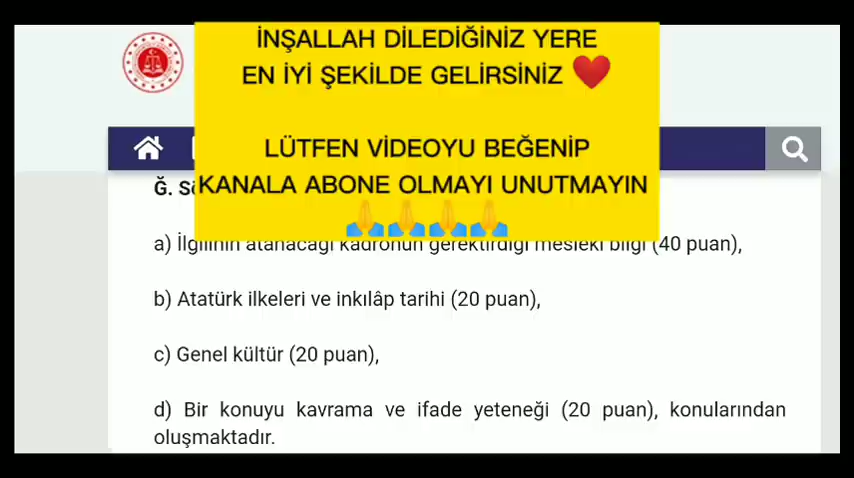 İNŞALLAH DİLEDİĞİNİZ YERE
EN İYİ ŞEKİLDE GELİRSİNİZ ❤️
LÜTFEN VİDEOYU BEĞENİP
KANALA ABONE OLMAYI UNUTMAYIN
🙏🙏🙏🙏
Ğ.
a) İlgilinin atanacağı kadronun gerektirdiği mesleki bilgi (40 puan),
b) Atatürk ilkeleri ve inkılâp tarihi (20 puan),
c) Genel kültür (20 puan),
d) Bir konuyu kavrama ve ifade yeteneği (20 puan), konularından
oluşmaktadır.